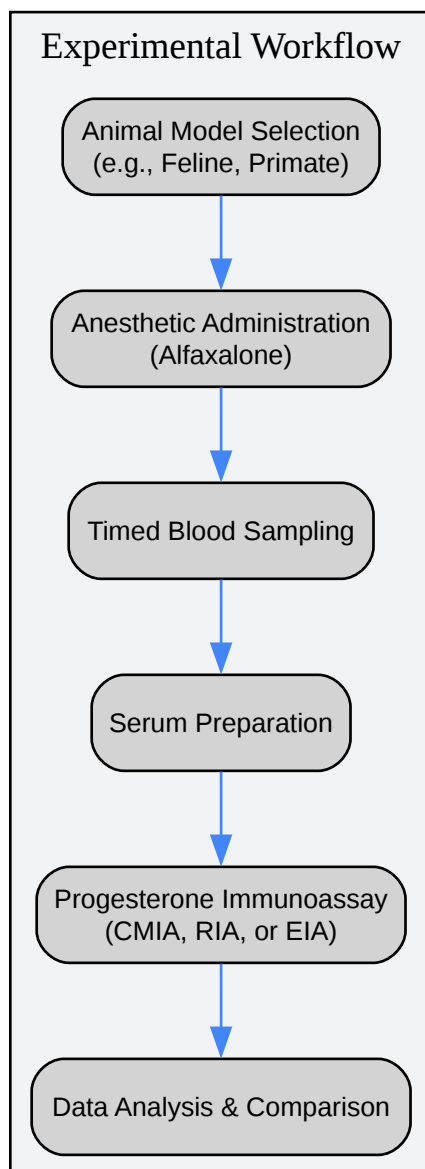 Experimental Workflow
Animal Model Selection
(e.g., Feline, Primate)
Anesthetic Administration
(Alfaxalone)
Timed Blood Sampling
Serum Preparation
Progesterone Immunoassay
(CMIA, RIA, or EIA)
Data Analysis & Comparison